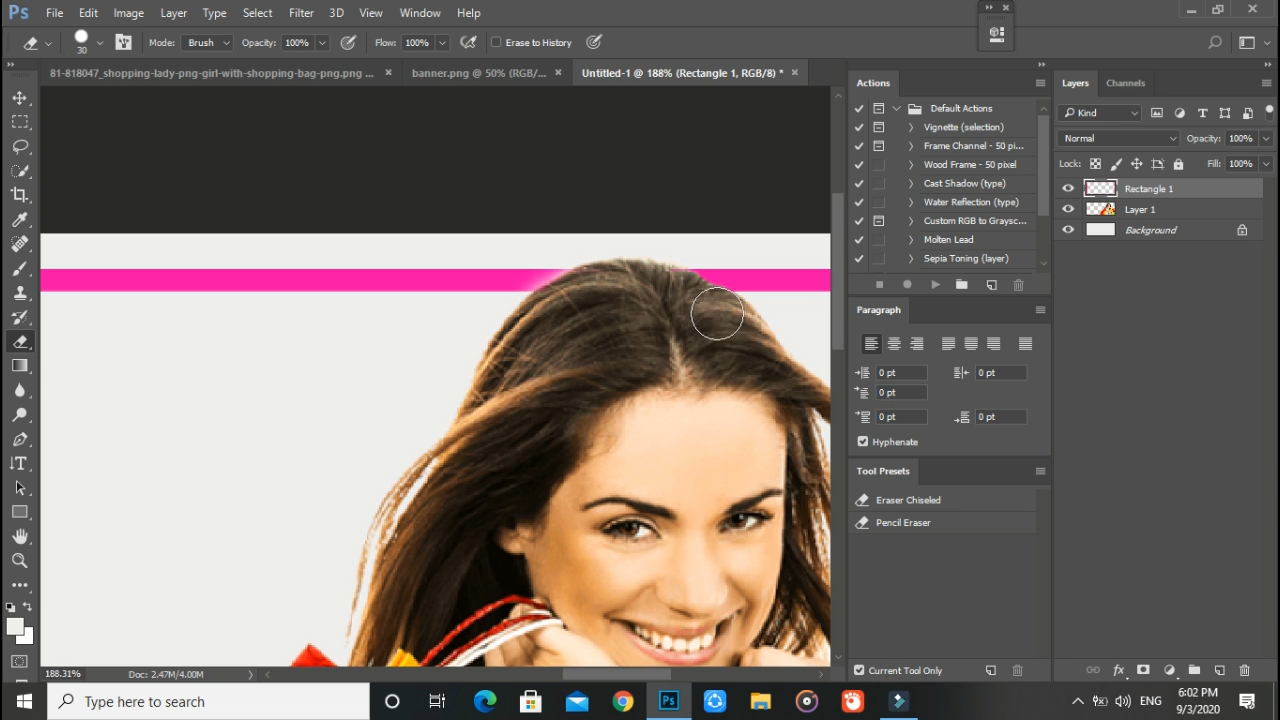 Ps File Edit Image Layer Type Select Filter 3D View Window Help
30 Mode: Brush Opacity: 100% Flow: 100% Erase to History
81-818047_shopping-lady-png-girl-with-shopping-bag-png.png ... × banner.png @ 50% (RGB/... × Untitled-1 @ 188% (Rectangle 1, RGB/8) * ×
Actions
Default Actions
Vignette (selection)
Frame Channel - 50 pi...
Wood Frame - 50 pixel
Cast Shadow (type)
Water Reflection (type)
Custom RGB to Graysc...
Molten Lead
Sepia Toning (layer)
Paragraph
0 pt 0 pt
0 pt
0 pt 0 pt
Hyphenate
Tool Presets
Eraser Chiseled
Pencil Eraser
Current Tool Only
Layers Channels
Kind
Normal Opacity: 100%
Lock: Fill: 100%
Rectangle 1
Layer 1
Background
188.31% Doc: 2.47M/4.00M
Type here to search
Ps
ENG
6:02 PM
9/3/2020